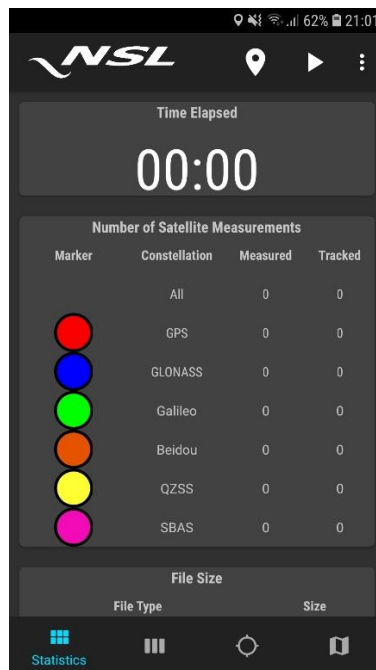 62% 21:01
NSL
Time Elapsed
00:00
Number of Satellite Measurements
Marker Constellation Measured Tracked
All 0 0
GPS 0 0
GLONASS 0 0
Galileo 0 0
Beidou 0 0
QZSS 0 0
SBAS 0 0
File Size
File Type Size
Statistics